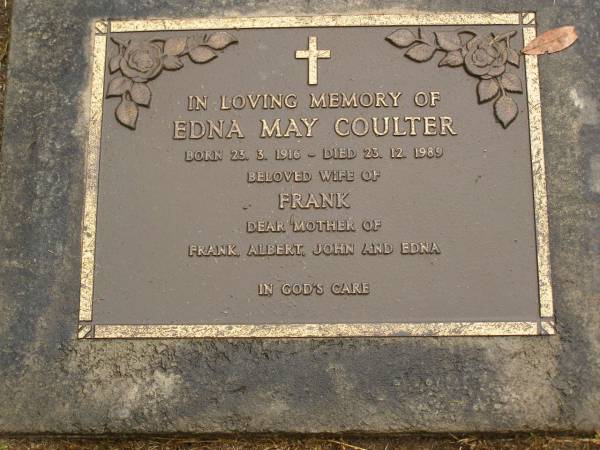 IN LOVING MEMORY OF
EDNA MAY COULTER
BORN 23. 3. 1916 - DIED 23. 12. 1989
BELOVED WIFE OF
FRANK
DEAR MOTHER OF
FRANK, ALBERT, JOHN AND EDNA
IN GOD'S CARE